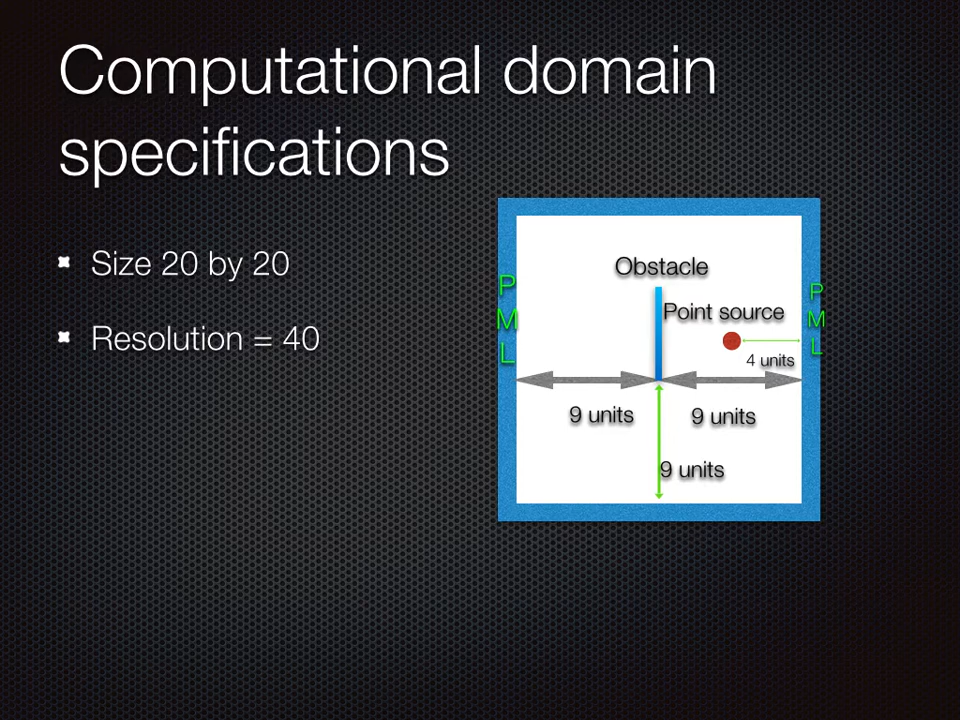 Computational domain
specifications
Size 20 by 20
Resolution = 40
Obstacle
Point source
4 units
9 units
9 units
9 units
P
M
L
P
M
L